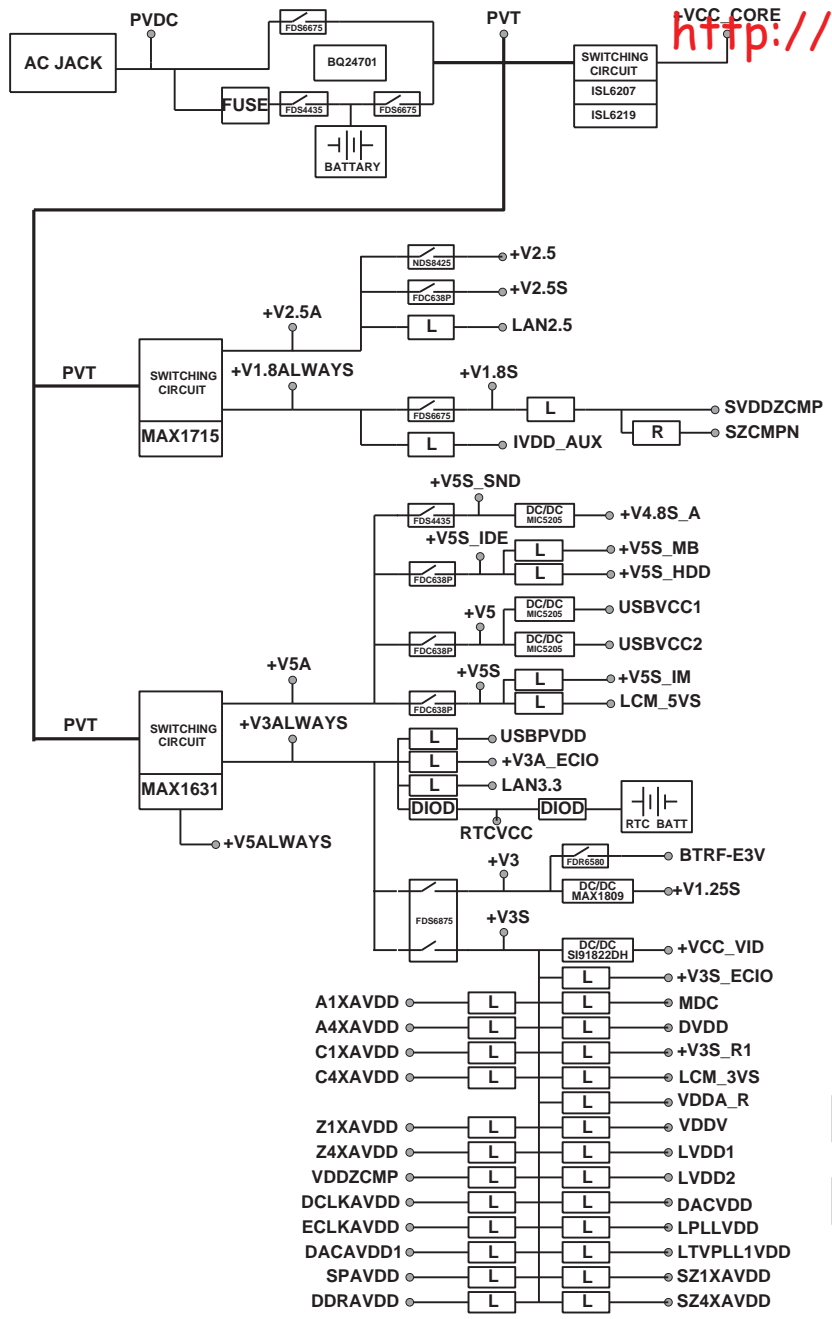 PVDC
PVT
+VCC_CORE
http://
AC JACK
FDS6675
BQ24701
SWITCHING
CIRCUIT
ISL6207
ISL6219
FUSE
FDS4435
FDS6675
BATTARY
NDS8425
+V2.5
FDC638P
+V2.5S
+V2.5A
L
LAN2.5
PVT
SWITCHING
CIRCUIT
MAX1715
+V1.8ALWAYS
+V1.8S
FDS6675
L
SVDDZCMP
R
SZCMPN
L
IVDD_AUX
+V5S_SND
FDS4435
DC/DC
MIC5205
+V4.8S_A
+V5S_IDE
FDC638P
L
+V5S_MB
L
+V5S_HDD
+V5
FDC638P
DC/DC
MIC5205
USBVCC1
DC/DC
MIC5205
USBVCC2
+V5A
+V5S
FDC638P
L
+V5S_IM
L
LCM_5VS
PVT
SWITCHING
CIRCUIT
MAX1631
+V3ALWAYS
L
USBPVDD
L
+V3A_ECIO
L
LAN3.3
DIOD
RTCVCC
DIOD
RTC BATT
+V5ALWAYS
+V3
FDR6580
BTRF-E3V
DC/DC
MAX1809
+V1.25S
FDS6875
+V3S
DC/DC
SI91822DH
+VCC_VID
L
+V3S_ECIO
A1XAVDD L L MDC
A4XAVDD L L DVDD
C1XAVDD L L +V3S_R1
C4XAVDD L L LCM_3VS
L VDDA_R
Z1XAVDD L L VDDV
Z4XAVDD L L LVDD1
VDDZCMP L L LVDD2
DCLKAVDD L L DACVDD
ECLKAVDD L L LPLLVDD
DACAVDD1 L L LTVPLL1VDD
SPAVDD L L SZ1XAVDD
DDRAVDD L L SZ4XAVDD